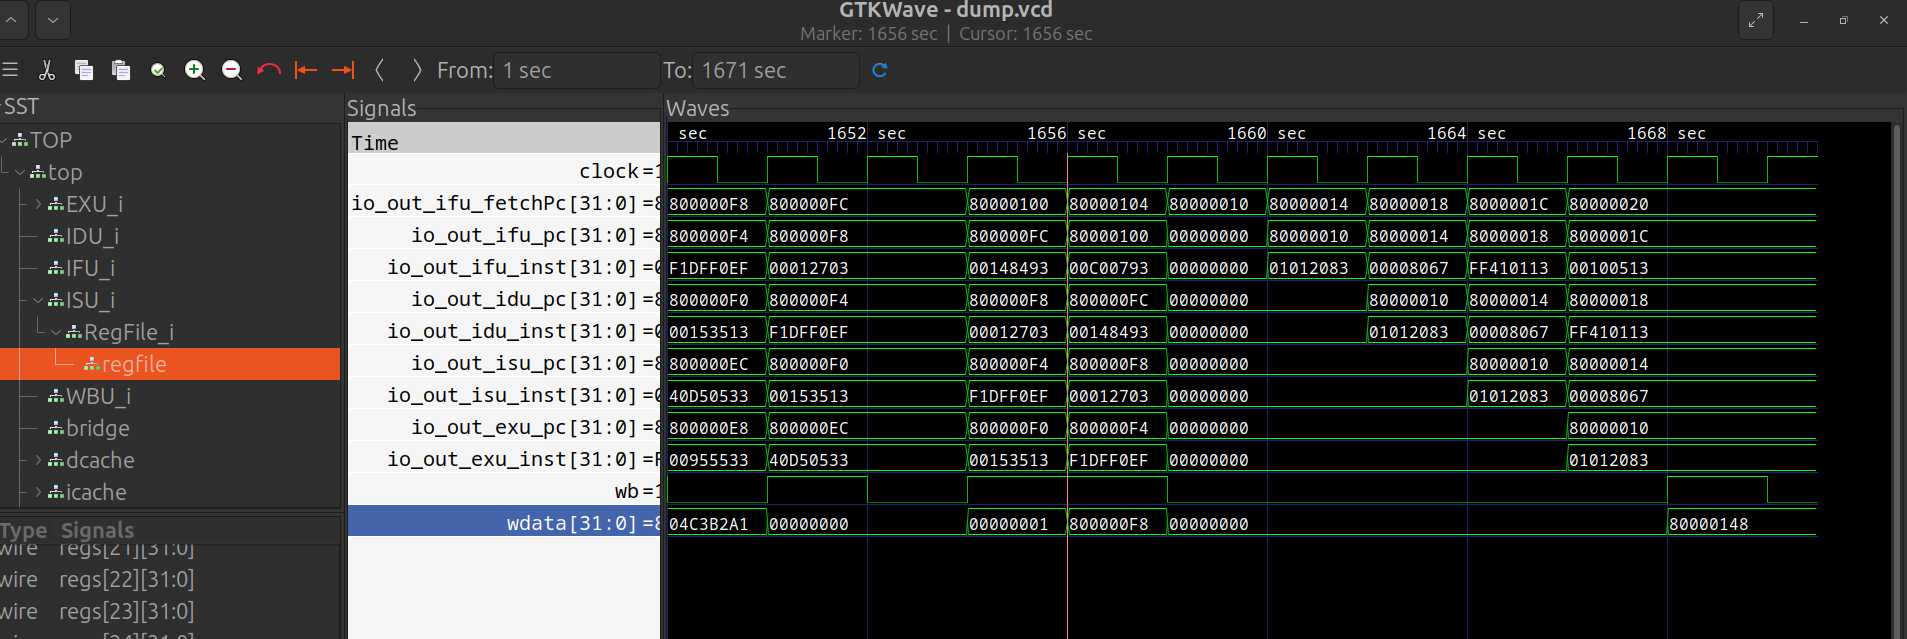 GTKWave - dump.vcd
Marker: 1656 sec | Cursor: 1656 sec
From: 1 sec To: 1671 sec
SST
TOP
top
EXU_i
IDU_i
IFU_i
ISU_i
RegFile_i
regfile
WBU_i
bridge
dcache
icache
Type Signals
wire regs[21][31:0]
wire regs[22][31:0]
wire regs[23][31:0]
Signals
Time
clock=1
io_out_ifu_fetchPc[31:0]=8
io_out_ifu_pc[31:0]=8
io_out_ifu_inst[31:0]=0
io_out_idu_pc[31:0]=8
io_out_idu_inst[31:0]=0
io_out_isu_pc[31:0]=8
io_out_isu_inst[31:0]=0
io_out_exu_pc[31:0]=8
io_out_exu_inst[31:0]=F
wb=1
wdata[31:0]=8
Waves
sec 1652 sec 1656 sec 1660 sec 1664 sec 1668 sec
800000F8 800000FC 80000100 80000104 80000010 80000014 80000018 8000001C 80000020
800000F4 800000F8 800000FC 80000100 00000000 80000010 80000014 80000018 8000001C
F1DFF0EF 00012703 00148493 00C00793 00000000 01012083 00008067 FF410113 00100513
800000F0 800000F4 800000F8 800000FC 00000000 80000010 80000014 80000018
00153513 F1DFF0EF 00012703 00148493 00000000 01012083 00008067 FF410113
800000EC 800000F0 800000F4 800000F8 00000000 80000010 80000014
40D50533 00153513 F1DFF0EF 00012703 00000000 01012083 00008067
800000E8 800000EC 800000F0 800000F4 00000000 80000010
00955533 40D50533 00153513 F1DFF0EF 00000000 01012083
04C3B2A1 00000000 00000001 800000F8 00000000 80000148